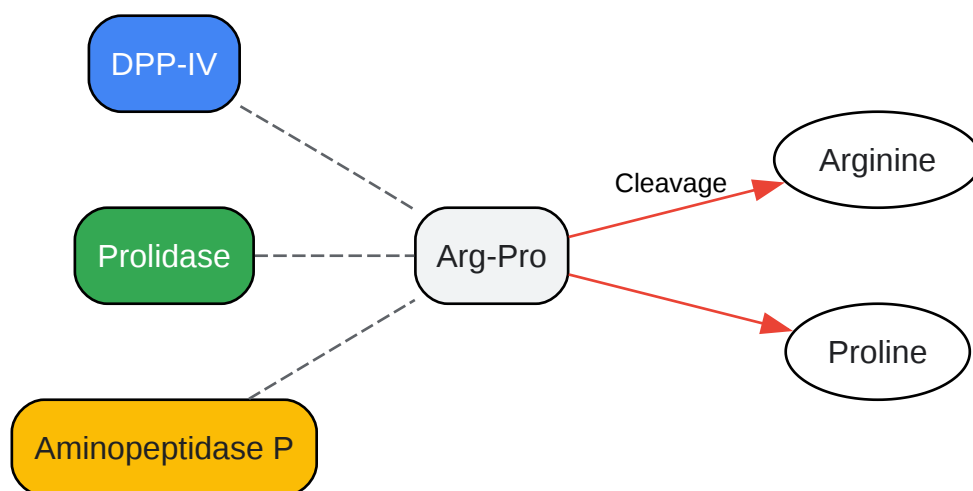 DPP-IV
Arginine
Cleavage
Prolidase
Arg-Pro
Proline
Aminopeptidase P